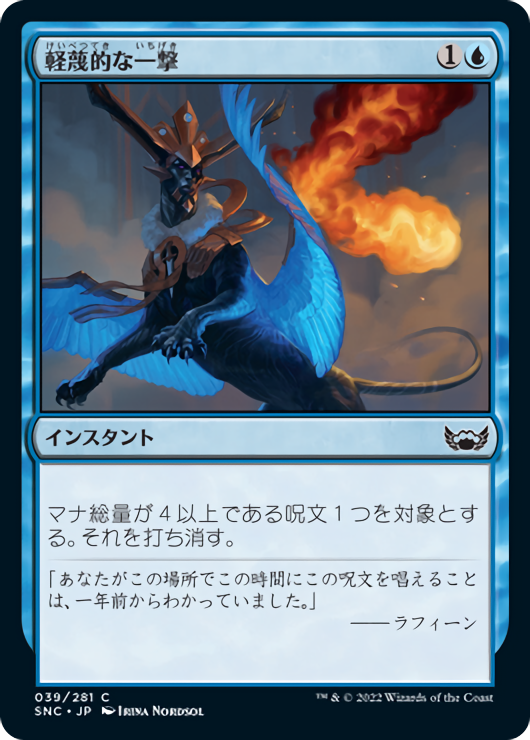 けいべつてき いちげき
軽蔑的な一撃 1
インスタント
マナ総量が4以上である呪文1つを対象とす
る。それを打ち消す。
「あなたがこの場所でこの時間にこの呪文を唱えること
は、一年前からわかっていました。」
――ラフィーン
039/281 C ™ & © 2022 Wizards of the Coast
SNC • JP Irina Nordsol